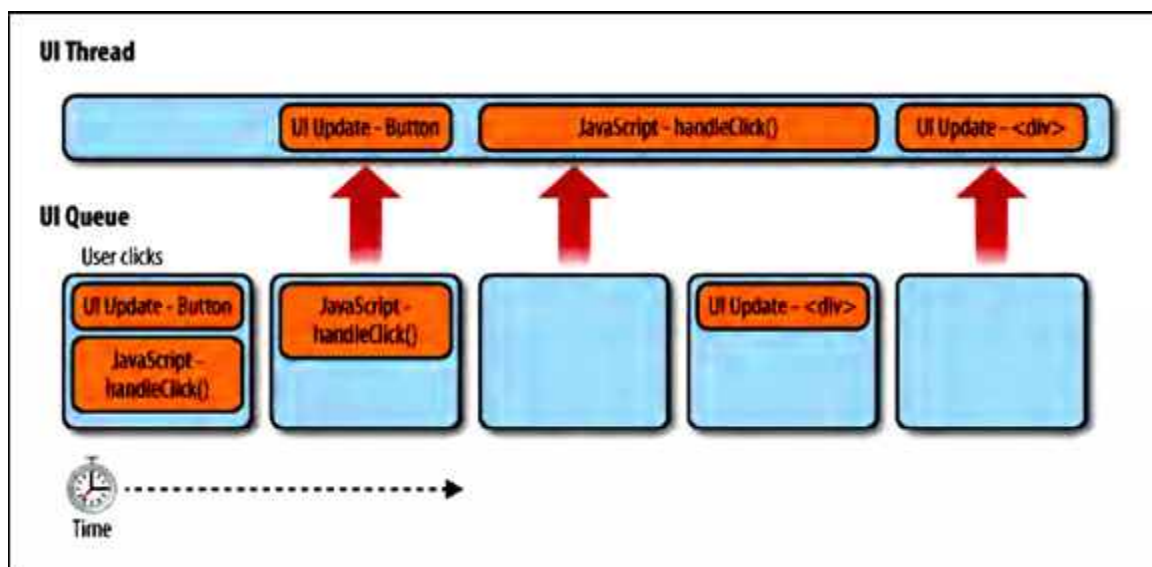 UI Thread
UI Update - Button
JavaScript - handleClick()
UI Update - <div>
UI Queue
User clicks
UI Update - Button
JavaScript -
handleClick()
JavaScript -
handleClick()
UI Update - <div>
Time